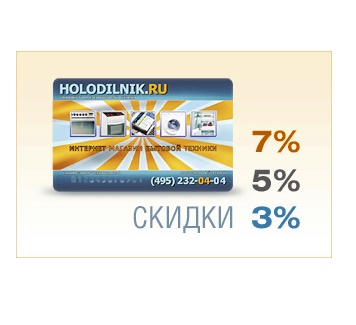 HOLODILNIK.RU
ИНТЕРНЕТ МАГАЗИН БЫТОВОЙ ТЕХНИКИ
(495) 232-04-04
7%
5%
СКИДКИ 3%